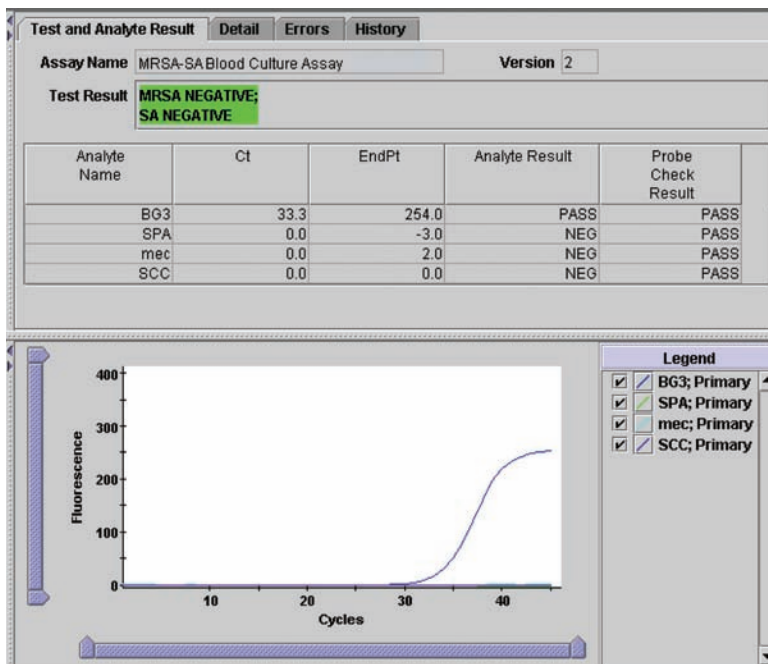 Test and Analyte Result Detail Errors History
Assay Name MRSA-SA Blood Culture Assay Version 2
Test Result MRSA NEGATIVE;
SA NEGATIVE
Analyte Name Ct EndPt Analyte Result Probe Check Result
BG3 33.3 254.0 PASS PASS
SPA 0.0 -3.0 NEG PASS
mec 0.0 2.0 NEG PASS
SCC 0.0 0.0 NEG PASS
Legend
BG3; Primary
SPA; Primary
mec; Primary
SCC; Primary
400
300
200
100
0
Fluorescence
10 20 30 40
Cycles